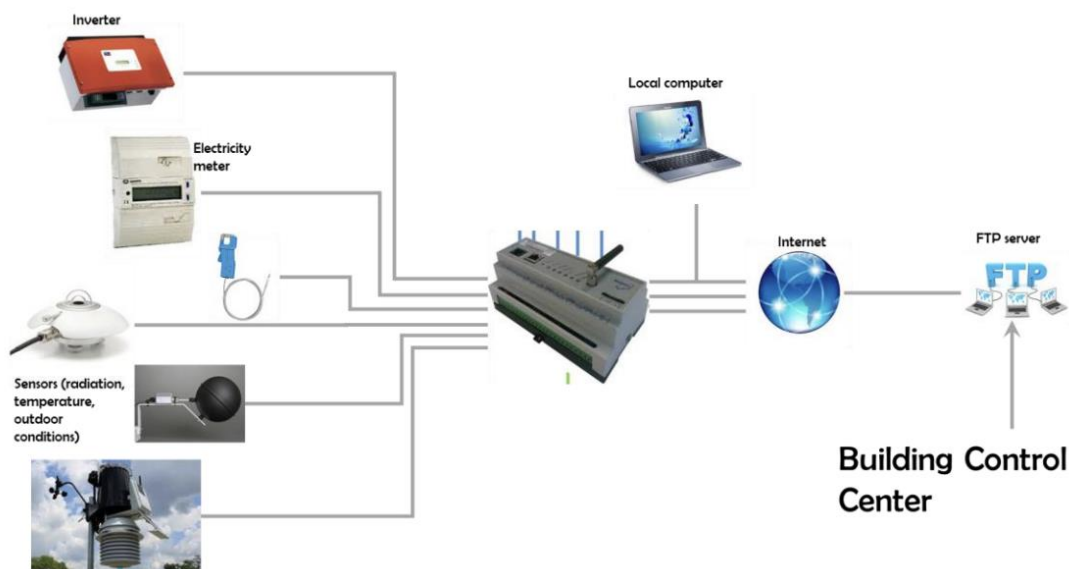 Inverter
Electricity
meter
Sensors (radiation,
temperature,
outdoor
conditions)
Local computer
Internet
FTP server
FTP
Building Control
Center